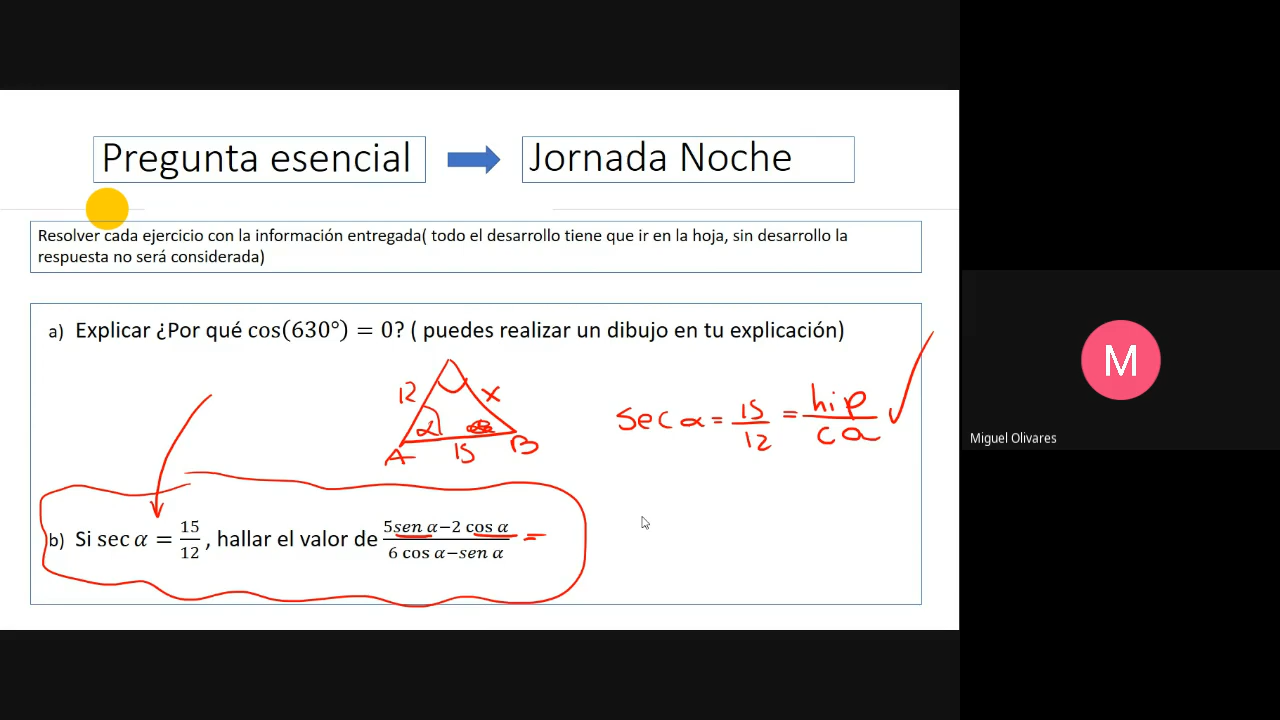 Pregunta esencial
Jornada Noche
Resolver cada ejercicio con la información entregada( todo el desarrollo tiene que ir en la hoja, sin desarrollo la
respuesta no será considerada)
a) Explicar ¿Por qué cos(630°) = 0? ( puedes realizar un dibujo en tu explicación)
12 x
α
A 15 B
sec α = 15/12 = hip/ca
b) Si sec α = 15/12 , hallar el valor de (5sen α−2 cos α)/(6 cos α−sen α) =
M
Miguel Olivares